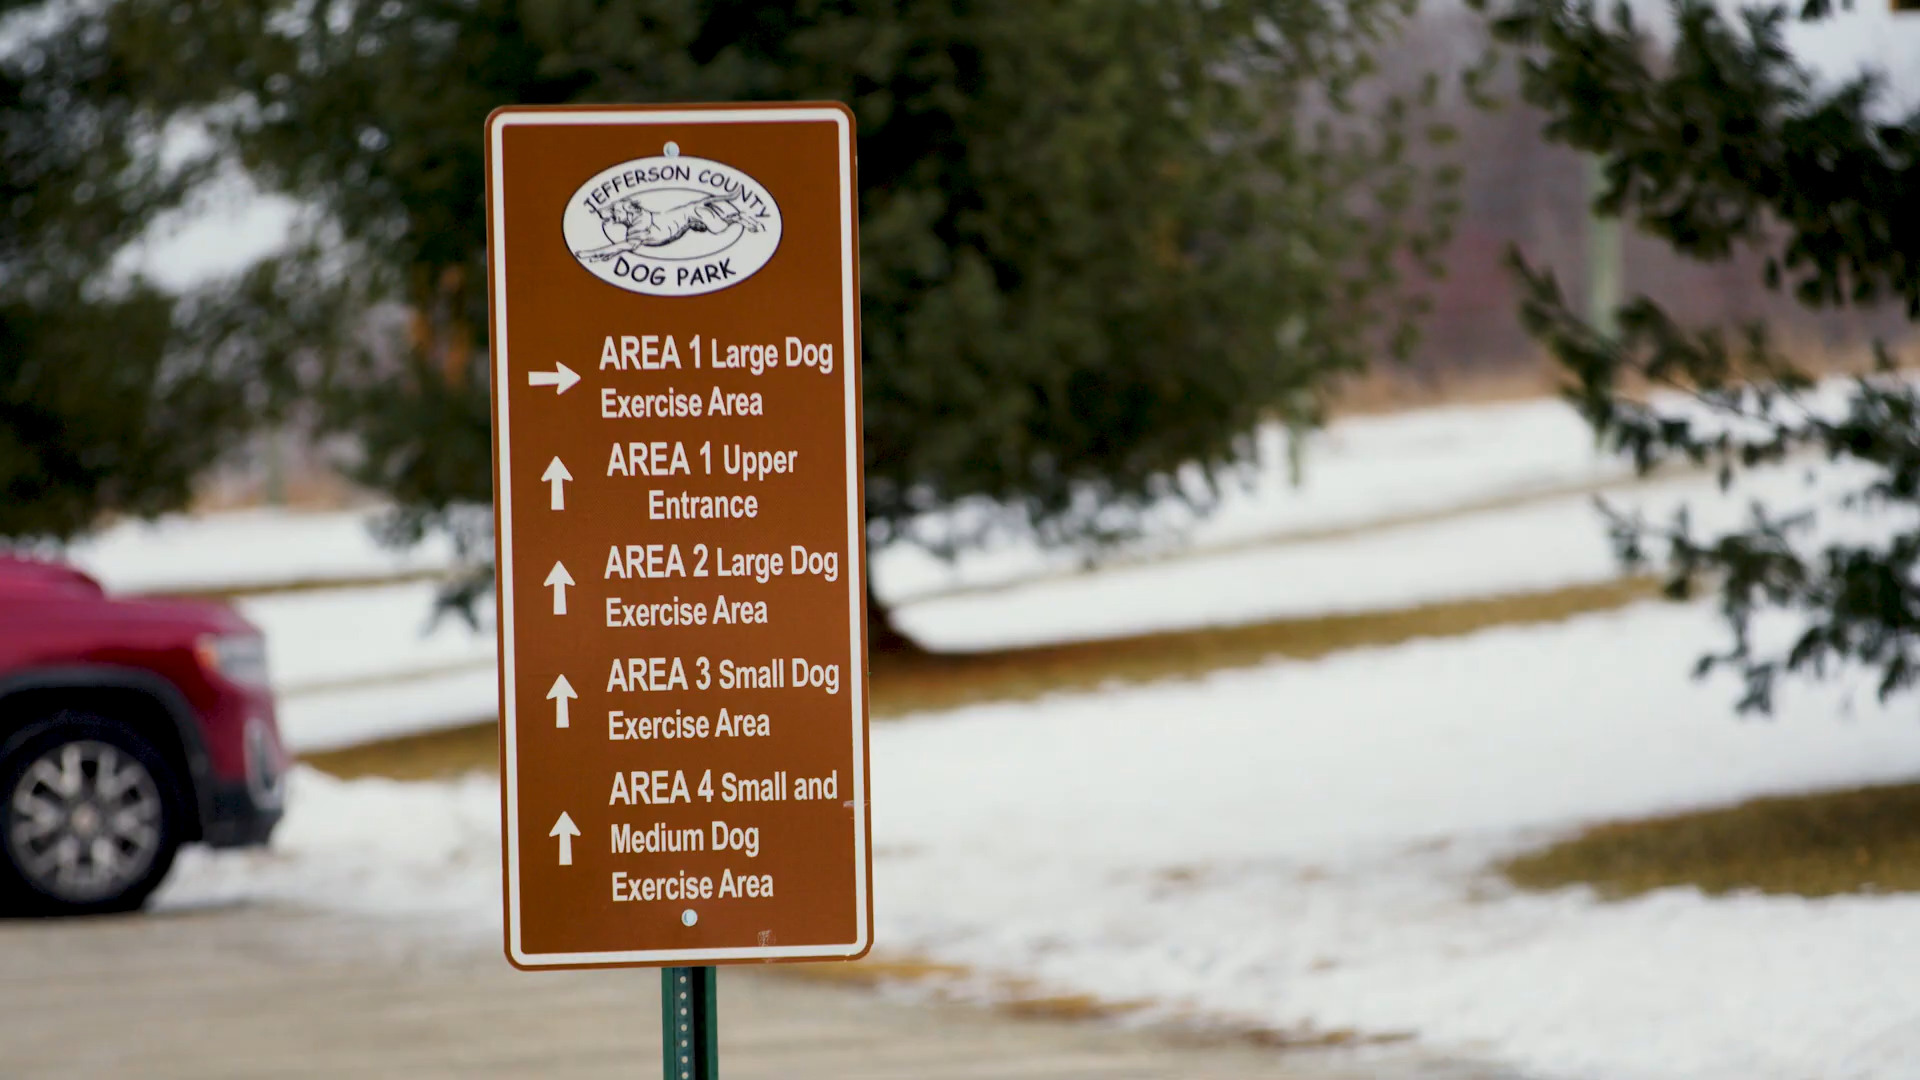 JEFFERSON COUNTY
DOG PARK
AREA 1 Large Dog
Exercise Area
AREA 1 Upper
Entrance
AREA 2 Large Dog
Exercise Area
AREA 3 Small Dog
Exercise Area
AREA 4 Small and
Medium Dog
Exercise Area